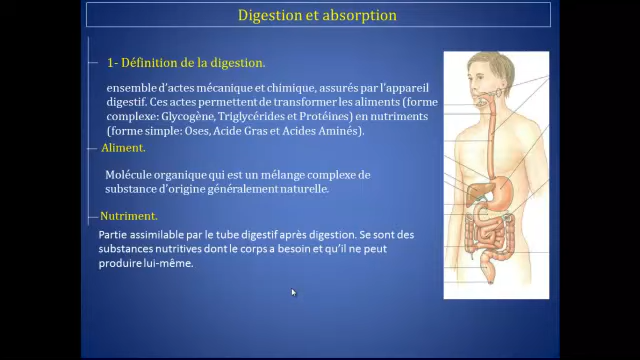 Digestion et absorption
1- Définition de la digestion.
ensemble d'actes mécanique et chimique, assurés par l'appareil
digestif. Ces actes permettent de transformer les aliments (forme
complexe: Glycogène, Triglycérides et Protéines) en nutriments
(forme simple: Oses, Acide Gras et Acides Aminés).
Aliment.
Molécule organique qui est un mélange complexe de
substance d'origine généralement naturelle.
Nutriment.
Partie assimilable par le tube digestif après digestion. Se sont des
substances nutritives dont le corps a besoin et qu'il ne peut
produire lui-même.